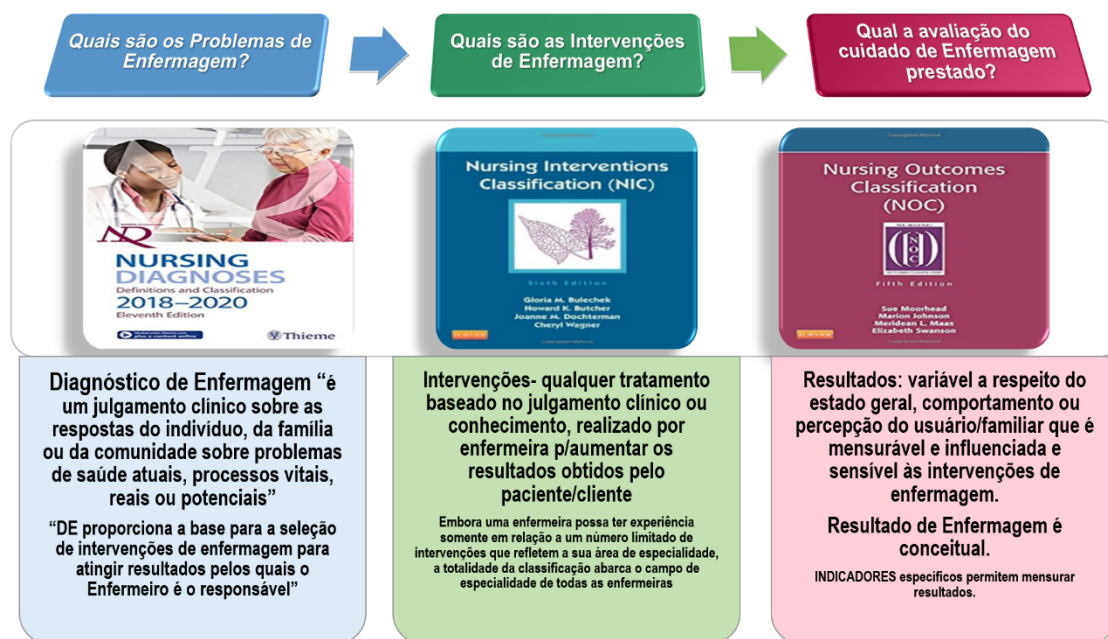 Quais são os Problemas de
Enfermagem?
Quais são as Intervenções
de Enfermagem?
Qual a avaliação do
cuidado de Enfermagem
prestado?
NURSING
DIAGNOSES
Definitions and Classification
2018–2020
Eleventh Edition
Thieme
Nursing Interventions
Classification (NIC)
Sixth Edition
Gloria M. Bulechek
Howard K. Butcher
Joanne M. Dochterman
Cheryl Wagner
ELSEVIER
Nursing Outcomes
Classification
(NOC)
NOC
Fifth Edition
Sue Moorhead
Marion Johnson
Meridean L. Maas
Elizabeth Swanson
ELSEVIER
Diagnóstico de Enfermagem “é
um julgamento clínico sobre as
respostas do indivíduo, da família
ou da comunidade sobre problemas
de saúde atuais, processos vitais,
reais ou potenciais”
“DE proporciona a base para a seleção
de intervenções de enfermagem para
atingir resultados pelos quais o
Enfermeiro é o responsável”
Intervenções- qualquer tratamento
baseado no julgamento clínico ou
conhecimento, realizado por
enfermeira p/aumentar os
resultados obtidos pelo
paciente/cliente
Embora uma enfermeira possa ter experiência
somente em relação a um número limitado de
intervenções que refletem a sua área de especialidade,
a totalidade da classificação abarca o campo de
especialidade de todas as enfermeiras
Resultados: variável a respeito do
estado geral, comportamento ou
percepção do usuário/familiar que é
mensurável e influenciada e
sensível às intervenções de
enfermagem.
Resultado de Enfermagem é
conceitual.
INDICADORES específicos permitem mensurar
resultados.